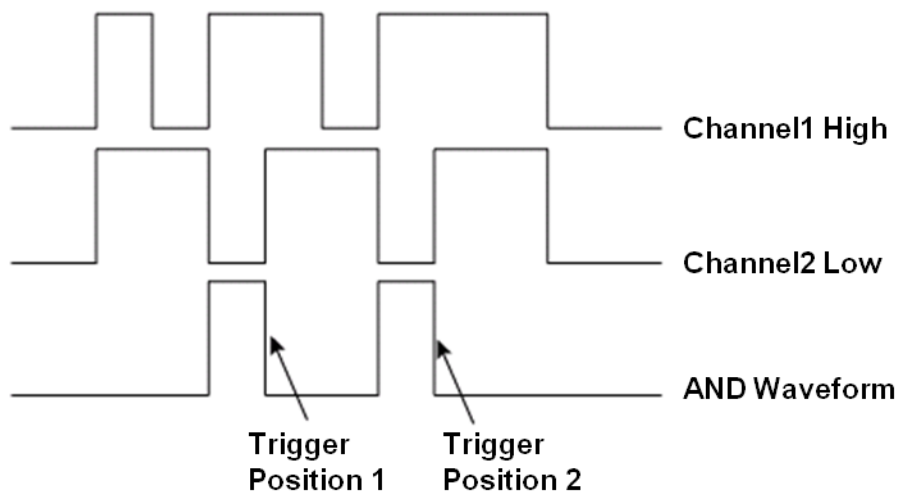 Channel1 High
Channel2 Low
AND Waveform
Trigger
Position 1
Trigger
Position 2